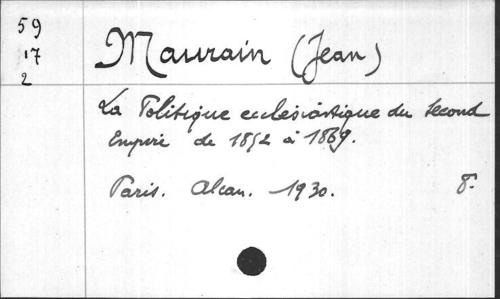 59
17
2
Maurain (Jean)
La Politique ecclésiastique du Second
Empire de 1852 à 1869.
Paris. Alcan. 1930. 8°